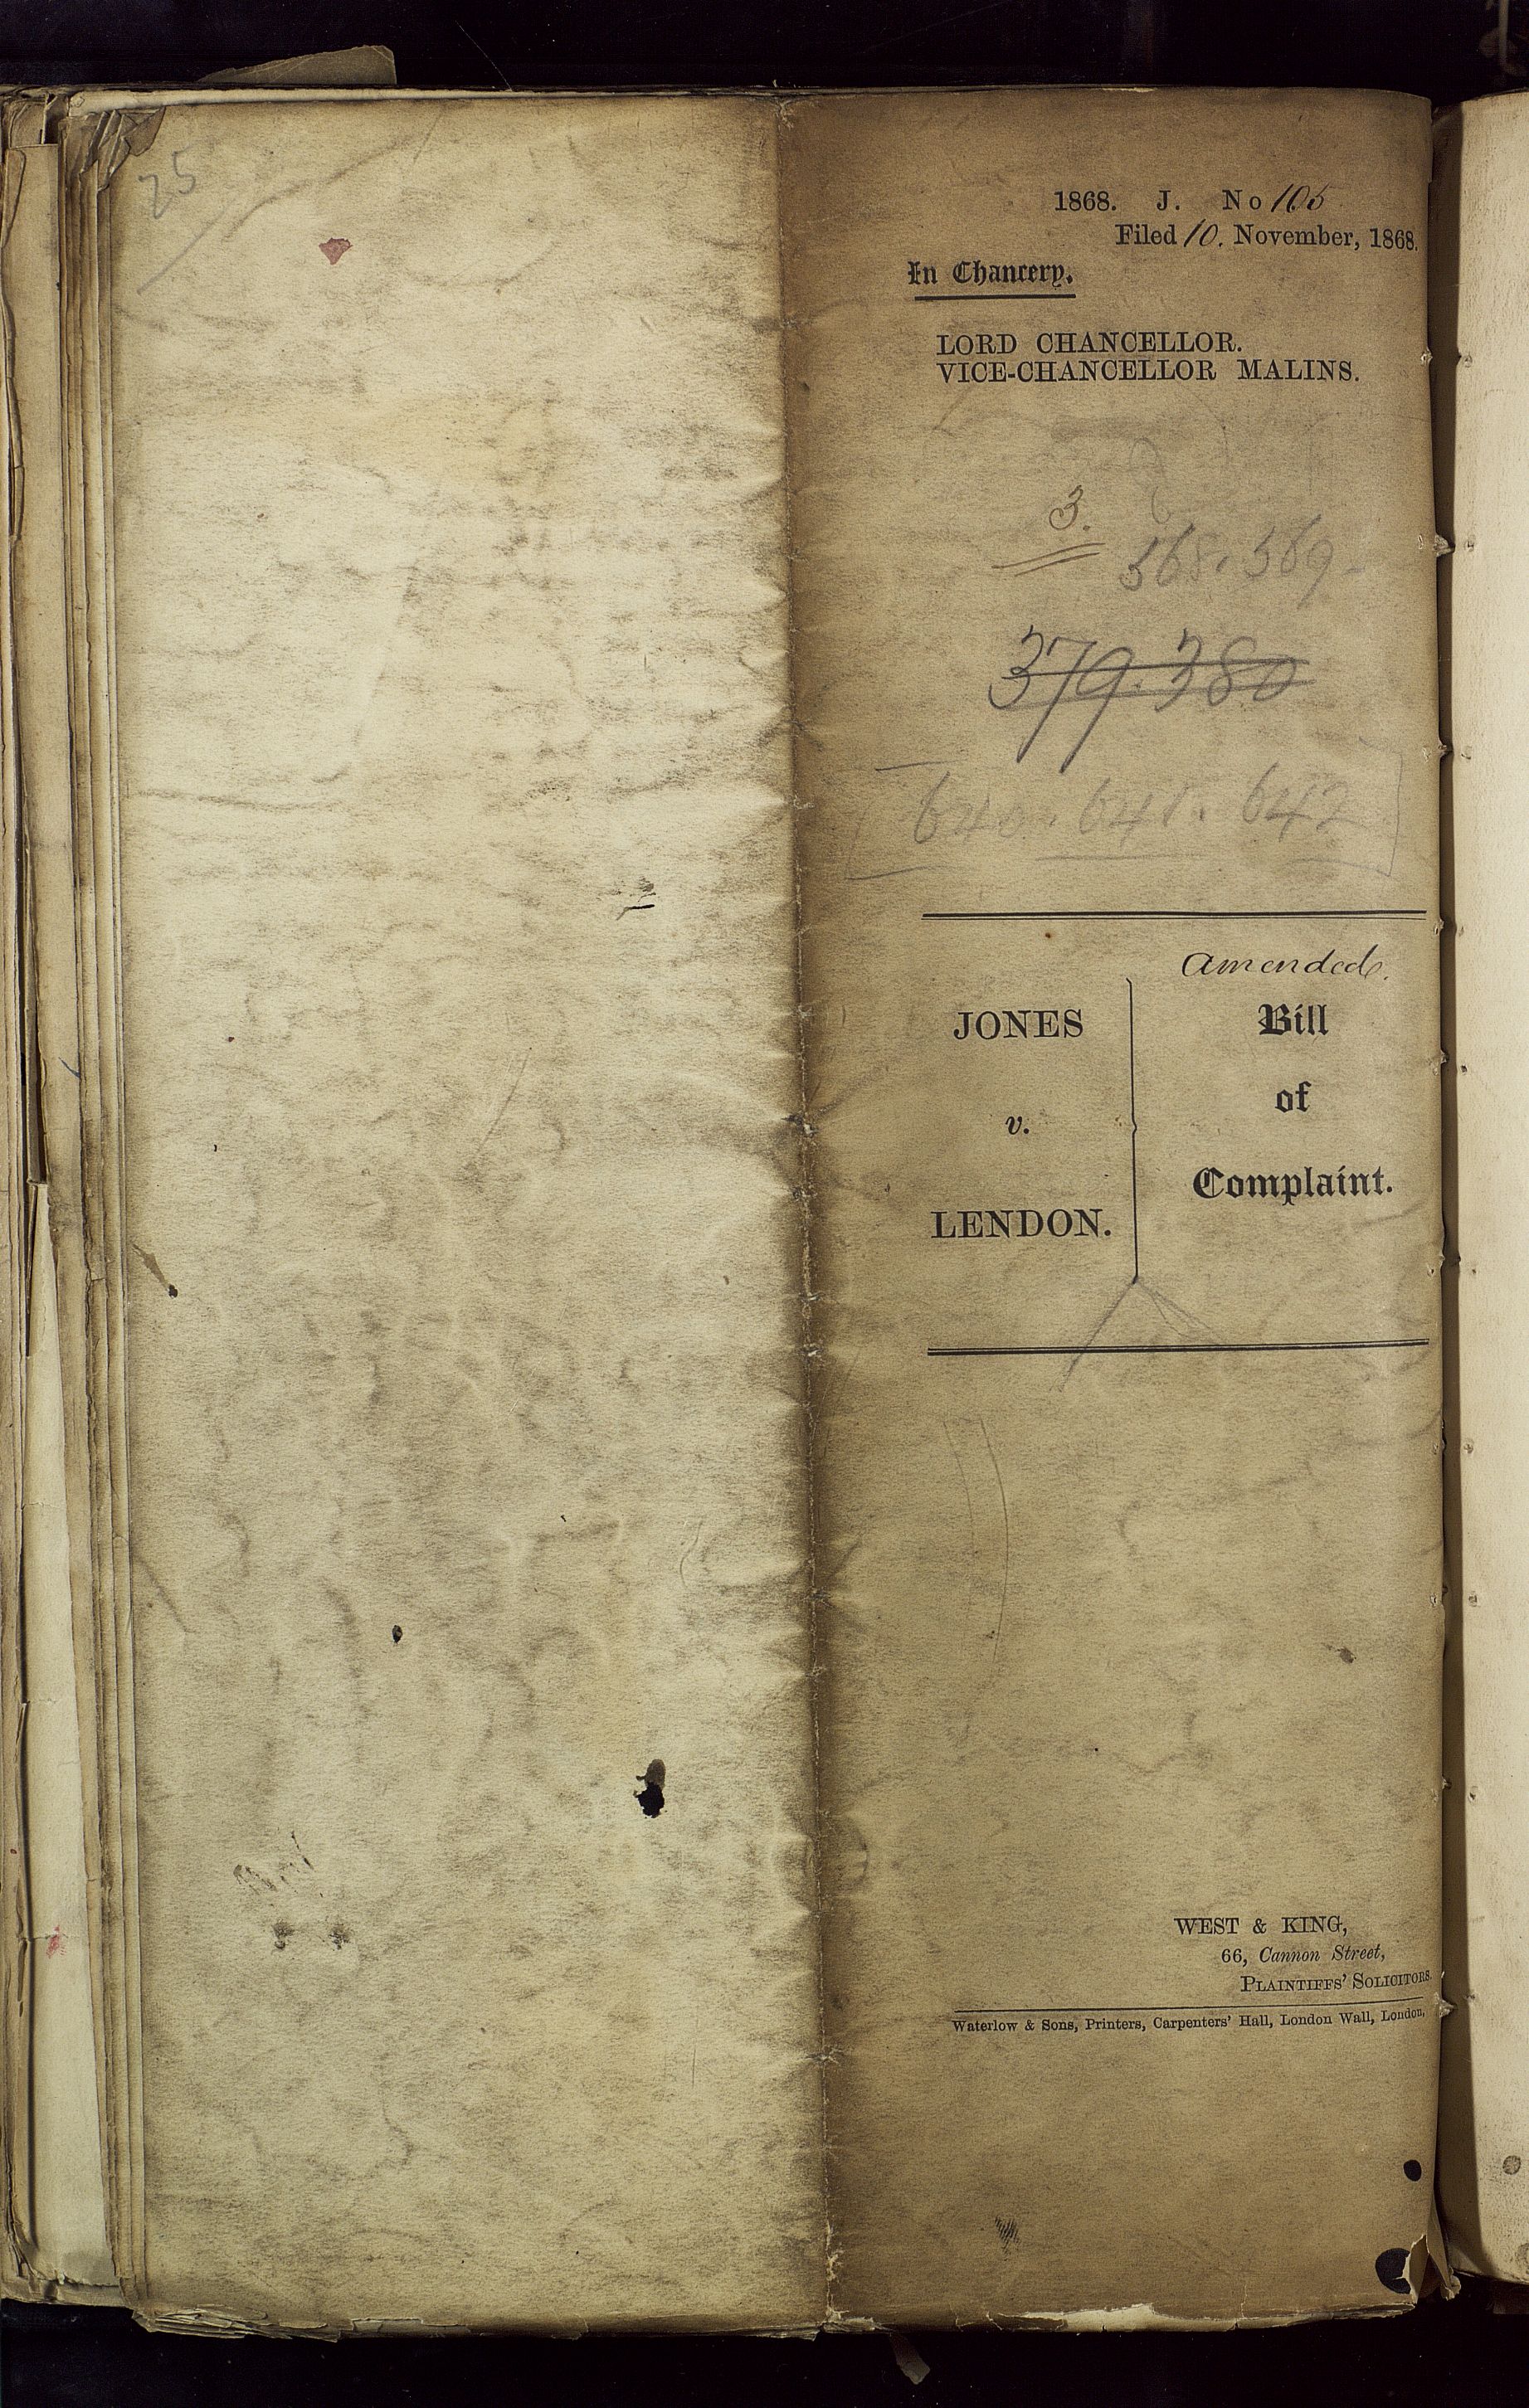 25
1868. J. No 105
Filed 10. November, 1868.
In Chancery.
LORD CHANCELLOR.
VICE-CHANCELLOR MALINS.
3.
568. 569-
379. 380
640. 641. 642
Amended.
JONES
v.
LENDON.
Bill
of
Complaint.
WEST & KING,
66, Cannon Street,
PLAINTIFFS' SOLICITORS.
Waterlow & Sons, Printers, Carpenters' Hall, London Wall, London.